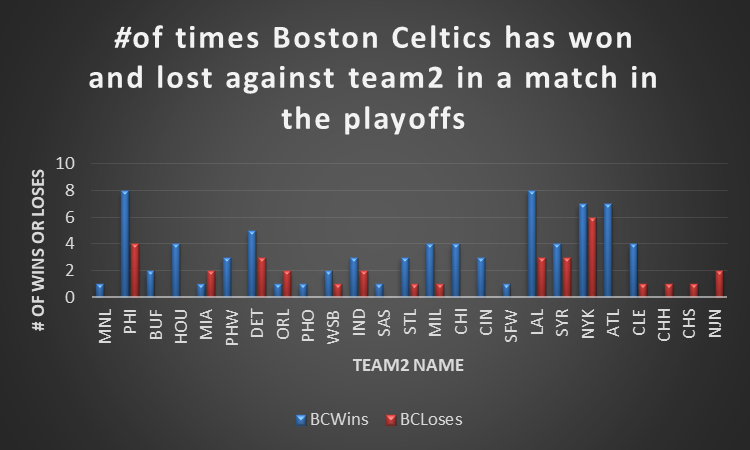 #of times Boston Celtics has won
and lost against team2 in a match in
the playoffs
# OF WINS OR LOSES
10
8
6
4
2
0
MNL
PHI
BUF
HOU
MIA
PHW
DET
ORL
PHO
WSB
IND
SAS
STL
MIL
CHI
CIN
SFW
LAL
SYR
NYK
ATL
CLE
CHH
CHS
NJN
TEAM2 NAME
BCWins
BCLoses